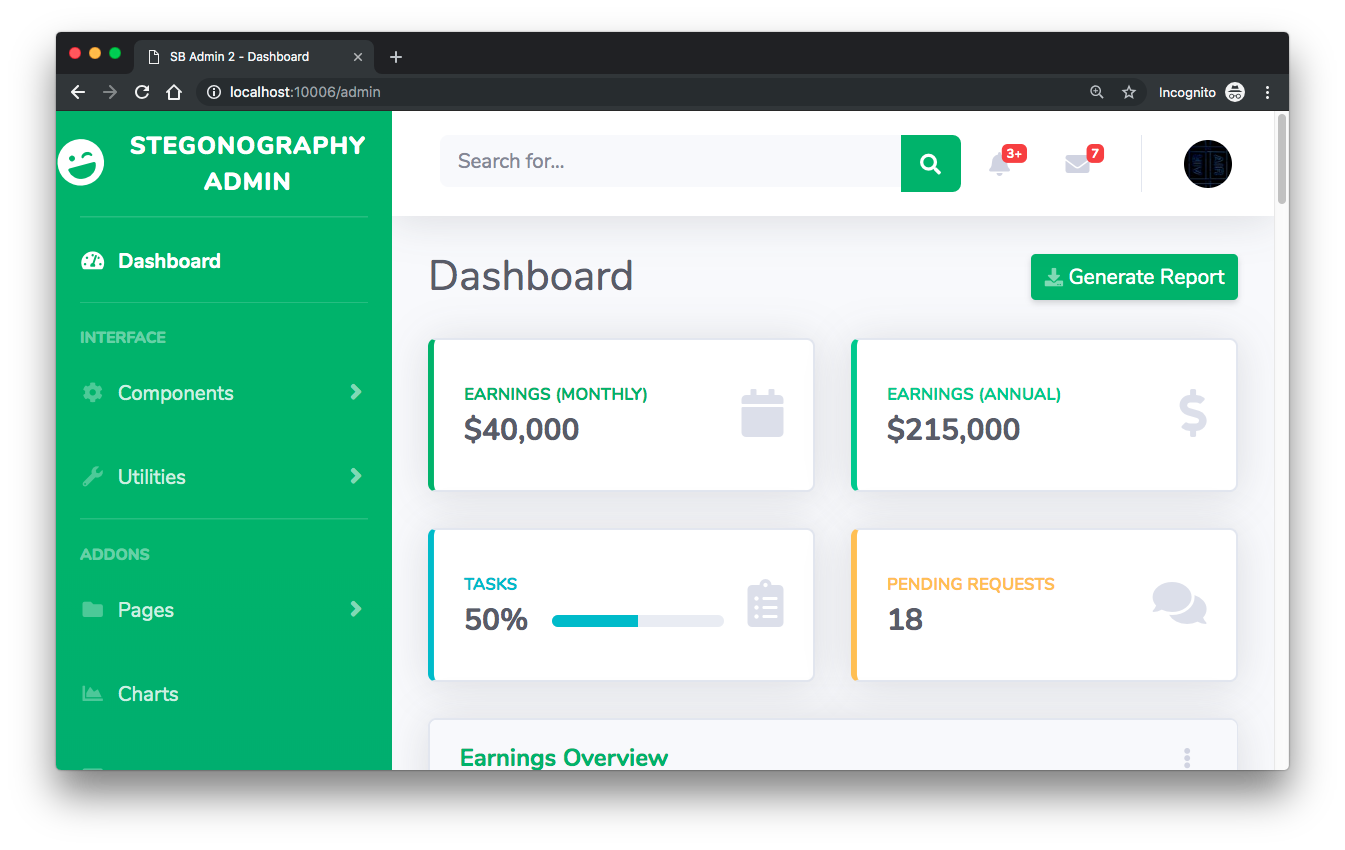 SB Admin 2 - Dashboard
localhost:10006/admin
Incognito
STEGONOGRAPHY
ADMIN
Dashboard
INTERFACE
Components
Utilities
ADDONS
Pages
Charts
Search for...
3+
7
Dashboard
Generate Report
EARNINGS (MONTHLY)
$40,000
EARNINGS (ANNUAL)
$215,000
TASKS
50%
PENDING REQUESTS
18
Earnings Overview